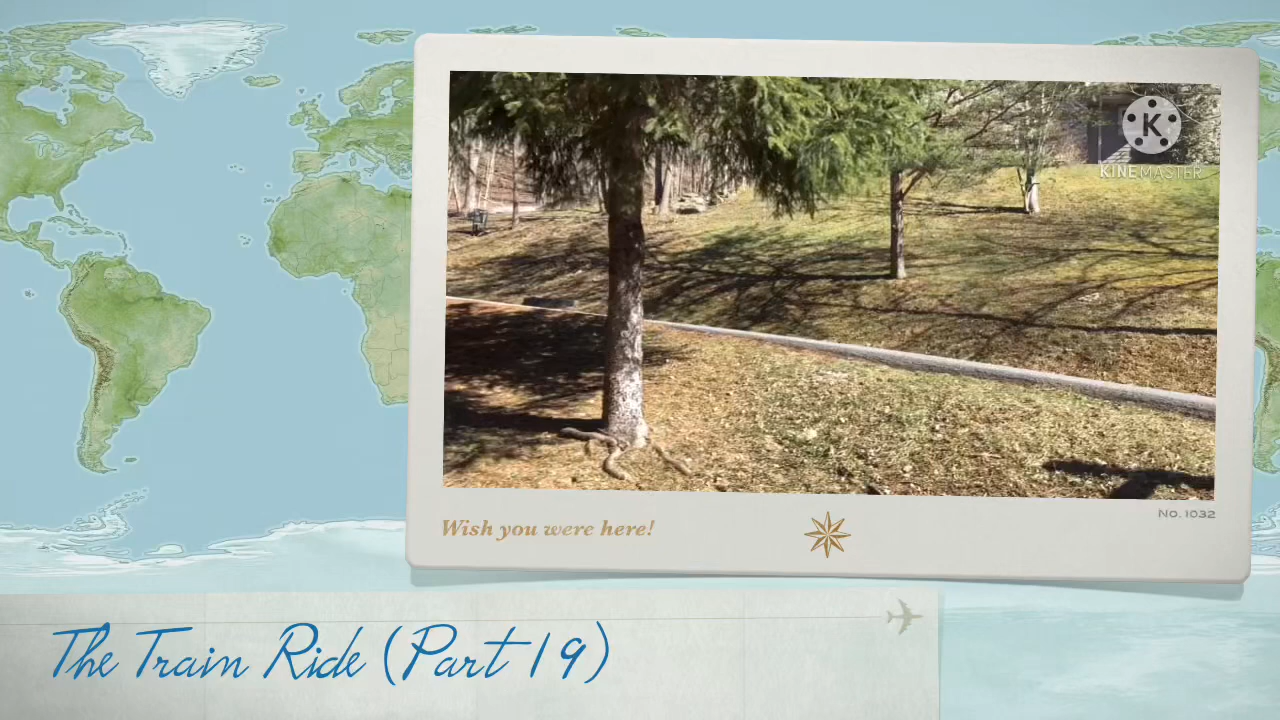 K
KINEMASTER
No. 1032
Wish you were here!
The Train Ride (Part 19)